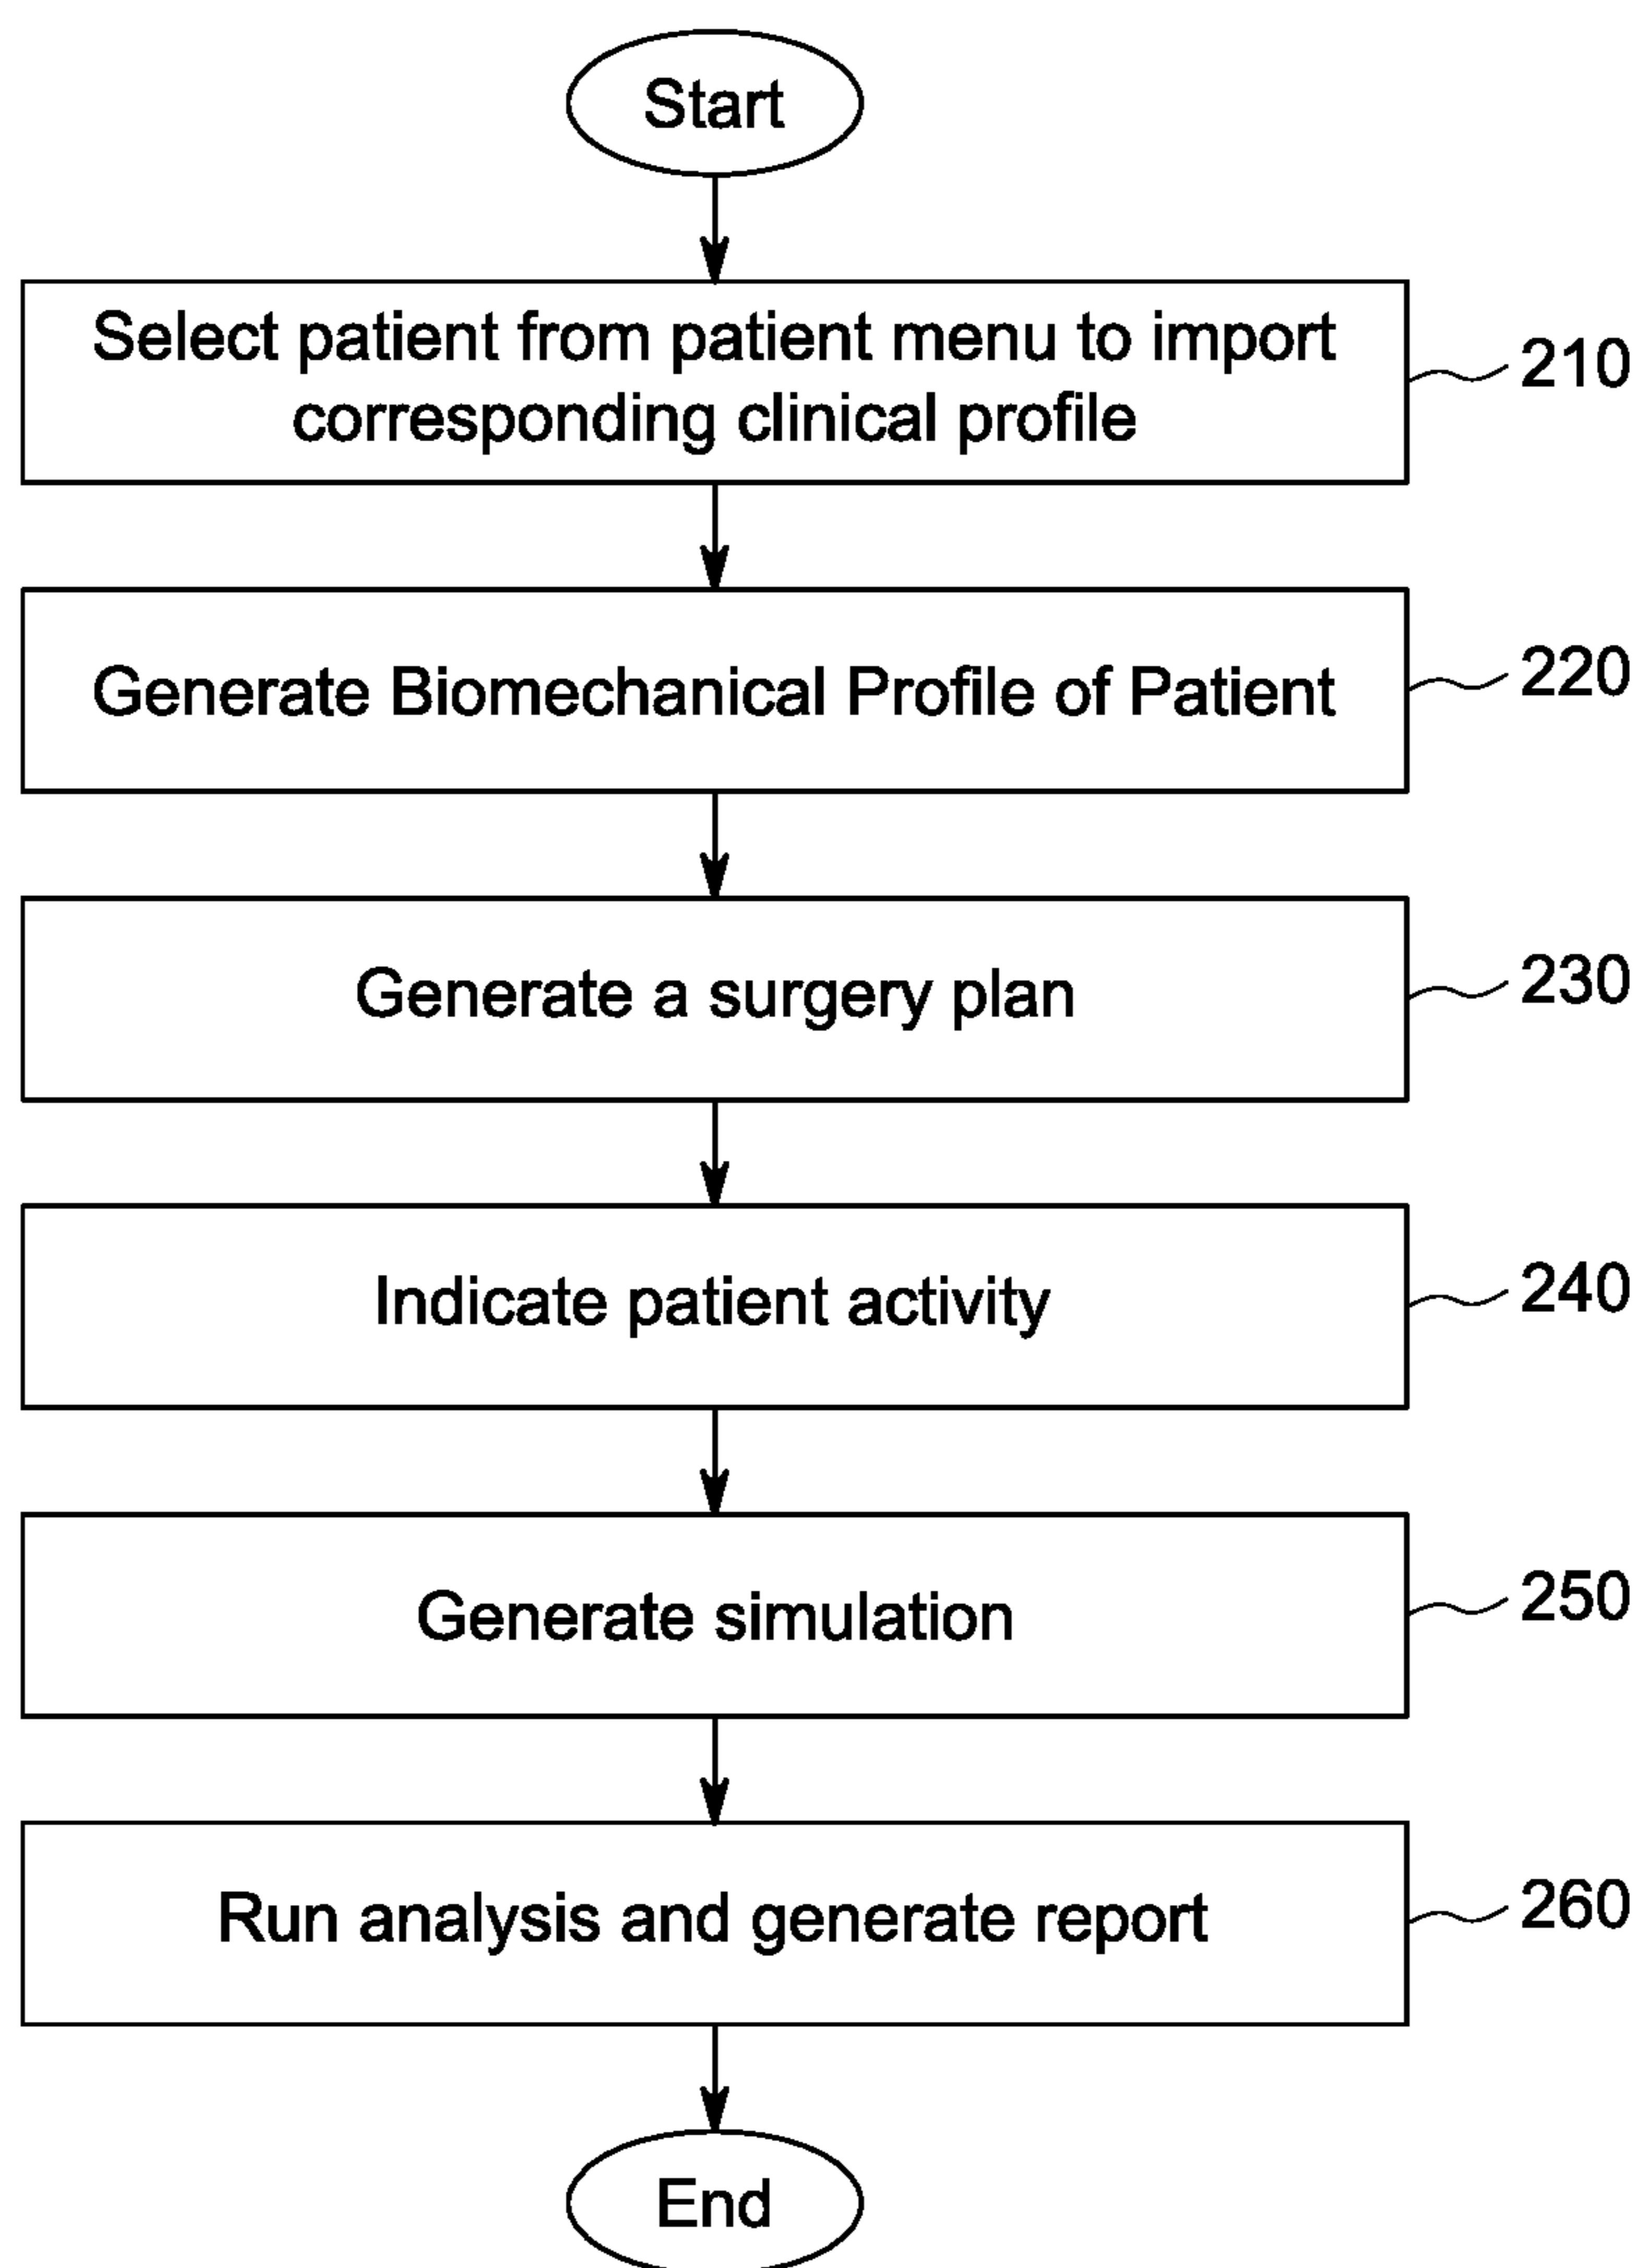 Start
Select patient from patient menu to import
corresponding clinical profile
210
Generate Biomechanical Profile of Patient
220
Generate a surgery plan
230
Indicate patient activity
240
Generate simulation
250
Run analysis and generate report
260
End